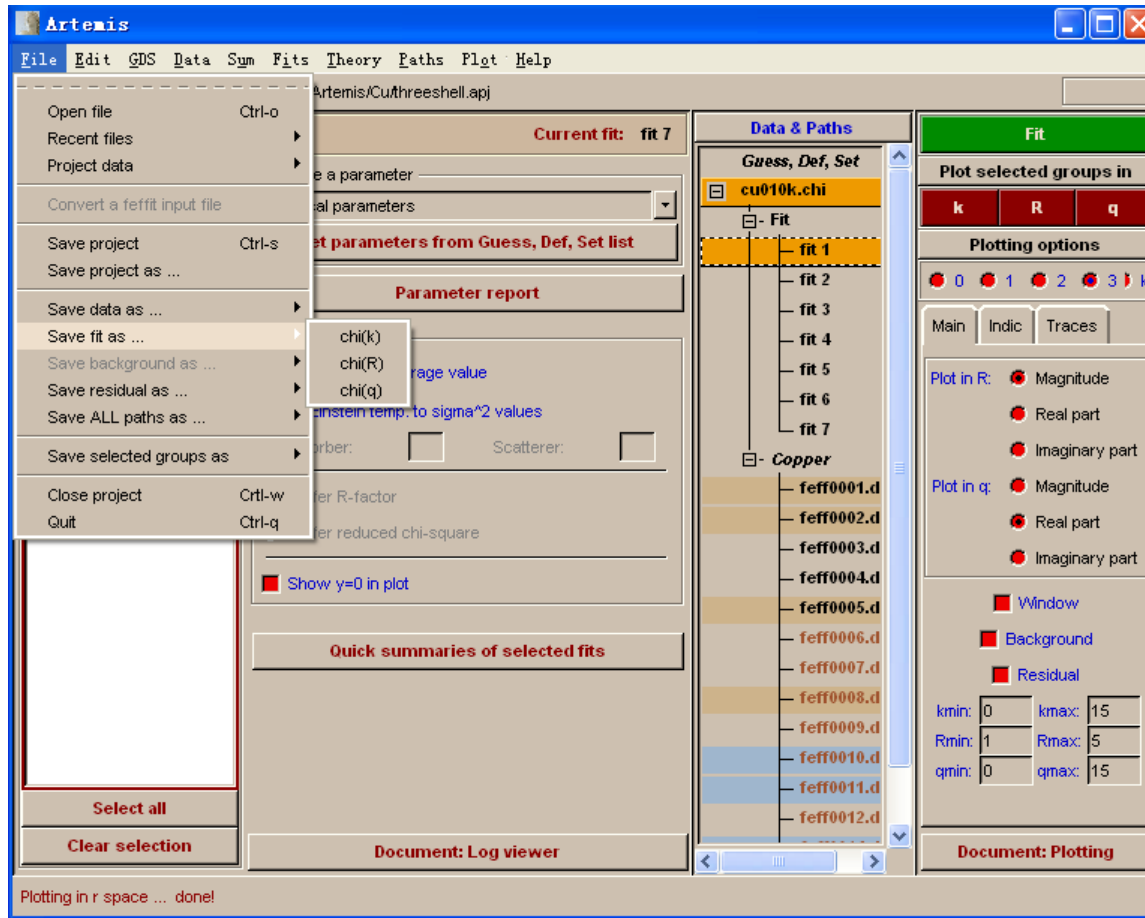 Artemis
File Edit GDS Data Sum Fits Theory Paths Plot Help
Artemis/Cu/threeshell.apj
Open file Ctrl-o
Recent files
Project data
Convert a feffit input file
Save project Ctrl-s
Save project as ...
Save data as ...
Save fit as ...
Save background as ...
Save residual as ...
Save ALL paths as ...
Save selected groups as
Close project Crtl-w
Quit Ctrl-q
chi(k)
chi(R)
chi(q)
Select all
Clear selection
Current fit: fit 7
a parameter
parameters
parameters from Guess, Def, Set list
Parameter report
value
temp. to sigma^2 values
Scatterer:
R-factor
reduced chi-square
Show y=0 in plot
Quick summaries of selected fits
Document: Log viewer
Data & Paths
Guess, Def, Set
cu010k.chi
Fit
fit 1
fit 2
fit 3
fit 4
fit 5
fit 6
fit 7
Copper
feff0001.d
feff0002.d
feff0003.d
feff0004.d
feff0005.d
feff0006.d
feff0007.d
feff0008.d
feff0009.d
feff0010.d
feff0011.d
feff0012.d
Fit
Plot selected groups in
k R q
Plotting options
0 1 2 3
Main Indic Traces
Plot in R: Magnitude
Real part
Imaginary part
Plot in q: Magnitude
Real part
Imaginary part
Window
Background
Residual
kmin: 0 kmax: 15
Rmin: 1 Rmax: 5
qmin: 0 qmax: 15
Document: Plotting
Plotting in r space ... done!